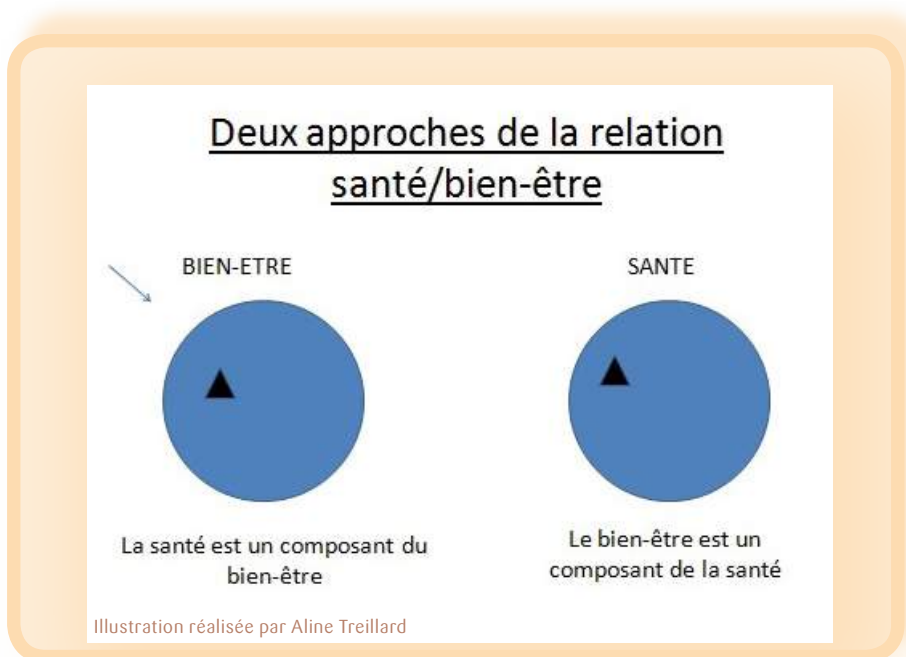 Deux approches de la relation
santé/bien-être
BIEN-ETRE
SANTE
La santé est un composant du
bien-être
Le bien-être est un
composant de la santé
Illustration réalisée par Aline Treillard